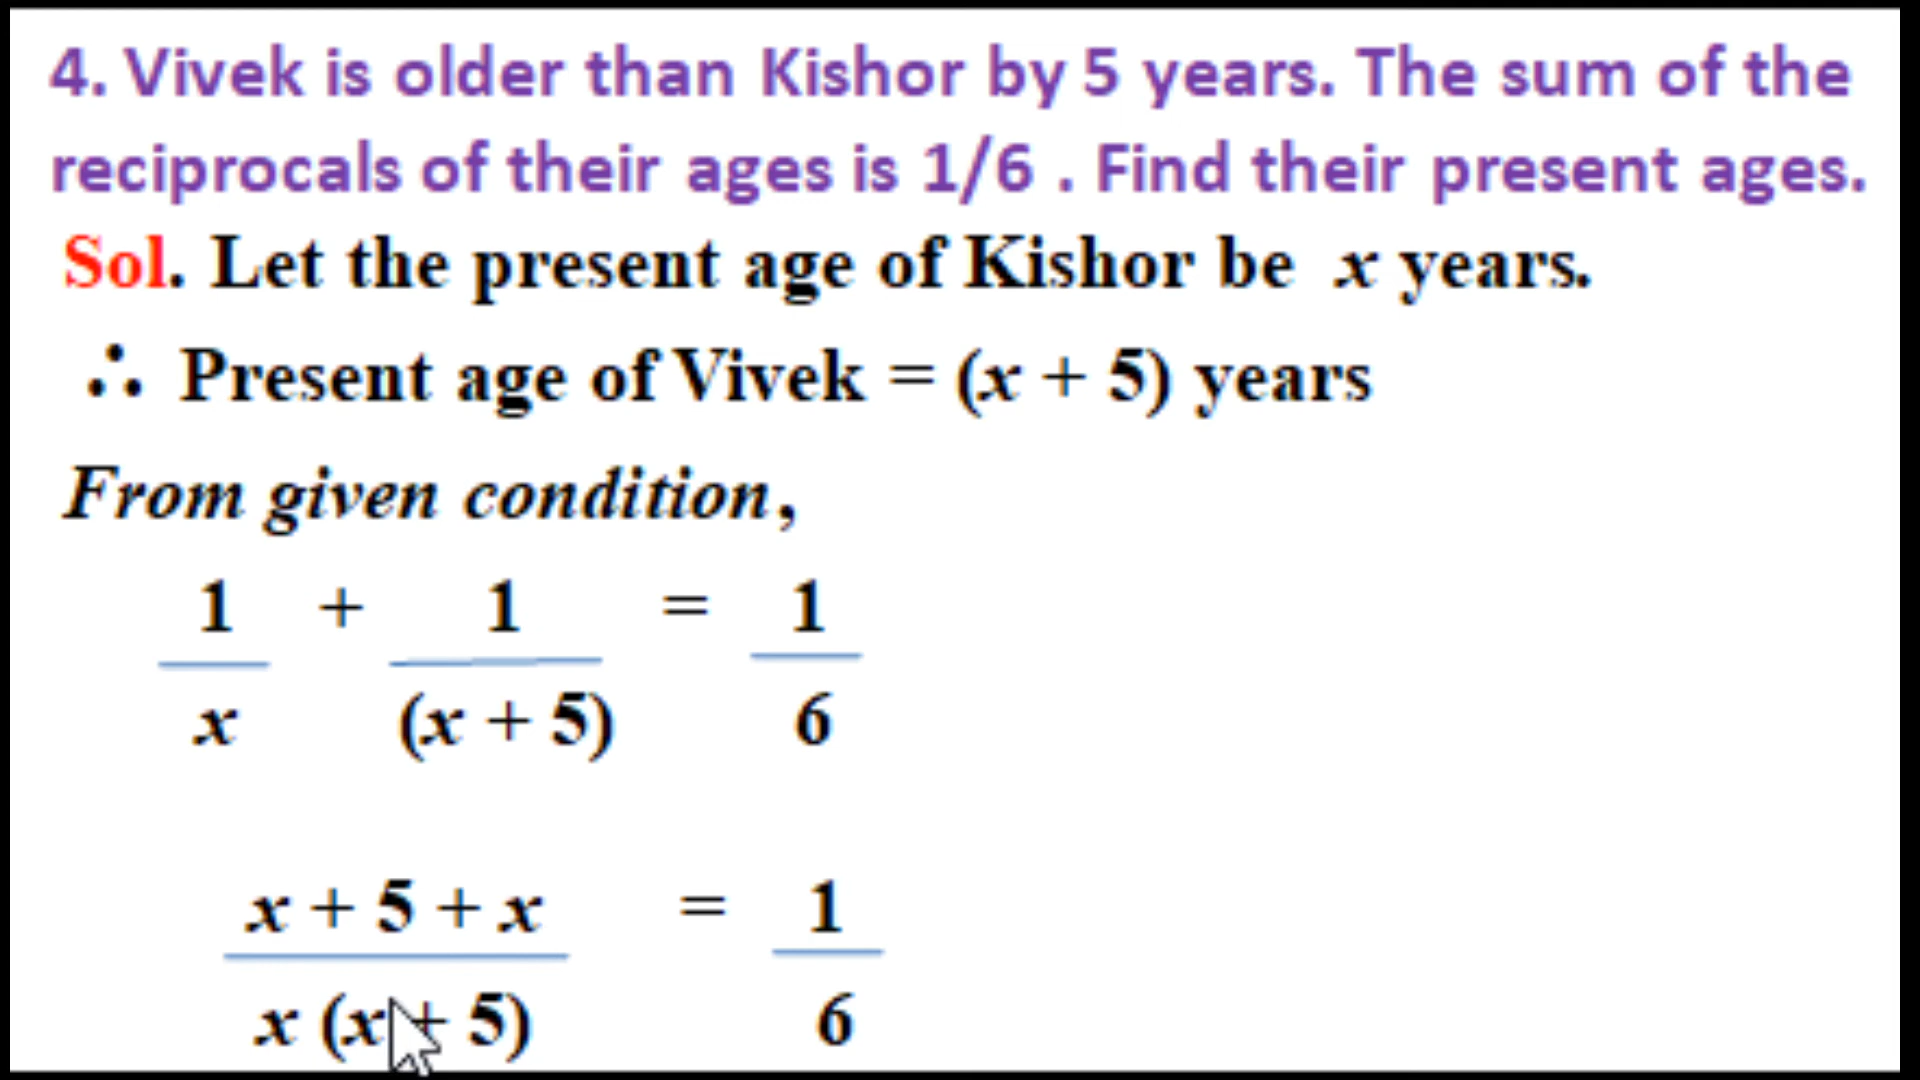 4. Vivek is older than Kishor by 5 years. The sum of the
reciprocals of their ages is 1/6 . Find their present ages.
Sol. Let the present age of Kishor be x years.
∴ Present age of Vivek = (x + 5) years
From given condition,
1 + 1 = 1
x (x + 5) 6
x + 5 + x = 1
x (x + 5) 6